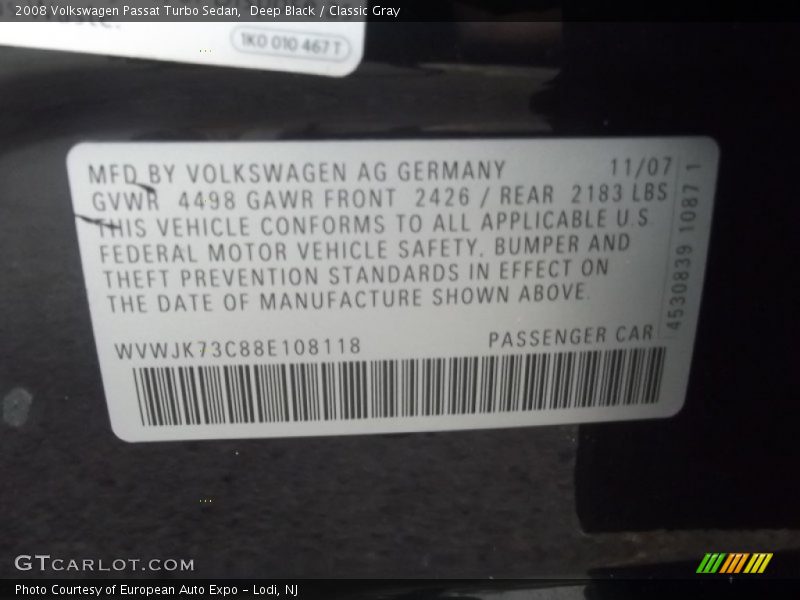 2008 Volkswagen Passat Turbo Sedan,  Deep Black / Classic Gray
1K0 010 467 T
MFD BY VOLKSWAGEN AG GERMANY 11/07
GVWR 4498 GAWR FRONT 2426 / REAR 2183 LBS
THIS VEHICLE CONFORMS TO ALL APPLICABLE U.S.
FEDERAL MOTOR VEHICLE SAFETY, BUMPER AND
THEFT PREVENTION STANDARDS IN EFFECT ON
THE DATE OF MANUFACTURE SHOWN ABOVE.
4530839 1087 1
WVWJK73C88E108118 PASSENGER CAR
GTCARLOT.COM
Photo Courtesy of European Auto Expo - Lodi, NJ